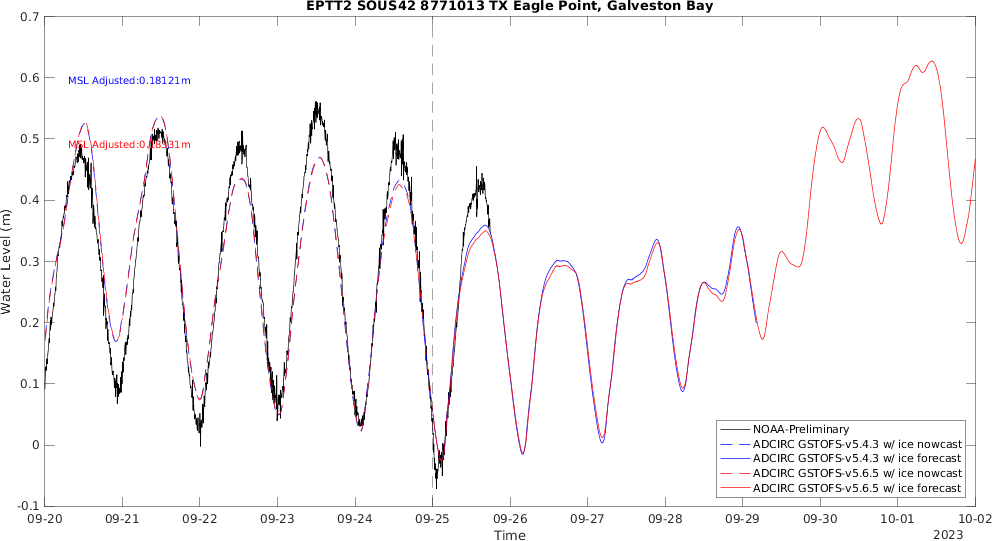 EPTT2 SOUS42 8771013 TX Eagle Point, Galveston Bay
0.7
0.6
0.5
0.4
0.3
0.2
0.1
0
-0.1
Water Level (m)
MSL Adjusted:0.18121m
MSL Adjusted:
NOAA-Preliminary
ADCIRC GSTOFS-v5.4.3 w/ ice nowcast
ADCIRC GSTOFS-v5.4.3 w/ ice forecast
ADCIRC GSTOFS-v5.6.5 w/ ice nowcast
ADCIRC GSTOFS-v5.6.5 w/ ice forecast
09-20 09-21 09-22 09-23 09-24 09-25 09-26 09-27 09-28 09-29 09-30 10-01 10-02
Time
2023